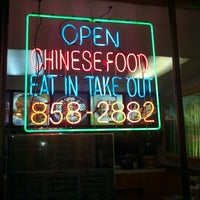 OPEN
CHINESE FOOD
EAT IN TAKE OUT
858-2882